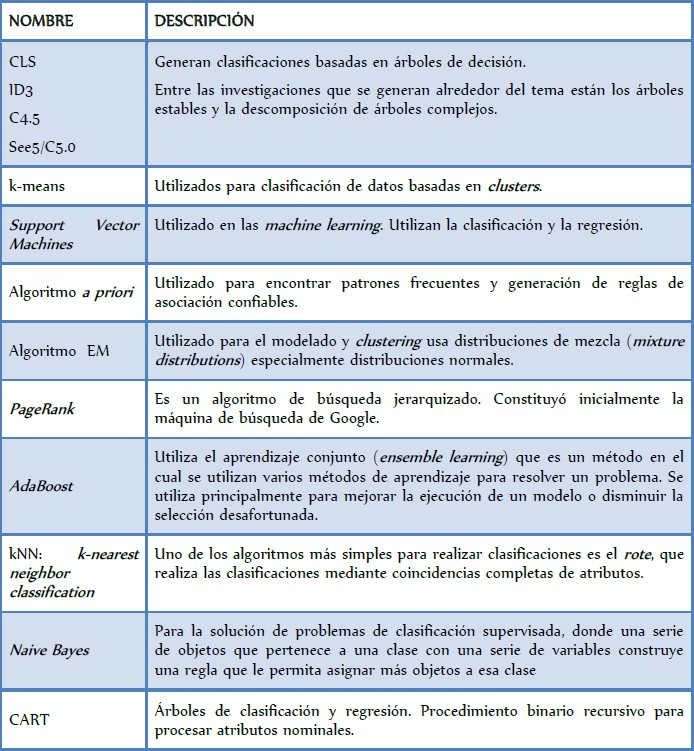 NOMBRE DESCRIPCIÓN
CLS Generan clasificaciones basadas en árboles de decisión.
ID3 Entre las investigaciones que se generan alrededor del tema están los árboles
C4.5 estables y la descomposición de árboles complejos.
See5/C5.0
k-means Utilizados para clasificación de datos basadas en clusters.
Support Vector Utilizado en las machine learning. Utilizan la clasificación y la regresión.
Machines
Algoritmo a priori Utilizado para encontrar patrones frecuentes y generación de reglas de
asociación confiables.
Algoritmo EM Utilizado para el modelado y clustering usa distribuciones de mezcla (mixture
distributions) especialmente distribuciones normales.
PageRank Es un algoritmo de búsqueda jerarquizado. Constituyó inicialmente la
máquina de búsqueda de Google.
AdaBoost Utiliza el aprendizaje conjunto (ensemble learning) que es un método en el
cual se utilizan varios métodos de aprendizaje para resolver un problema. Se
utiliza principalmente para mejorar la ejecución de un modelo o disminuir la
selección desafortunada.
kNN: k-nearest Uno de los algoritmos más simples para realizar clasificaciones es el rote, que
neighbor realiza las clasificaciones mediante coincidencias completas de atributos.
classification
Naive Bayes Para la solución de problemas de clasificación supervisada, donde una serie
de objetos que pertenece a una clase con una serie de variables construye
una regla que le permita asignar más objetos a esa clase
CART Árboles de clasificación y regresión. Procedimiento binario recursivo para
procesar atributos nominales.